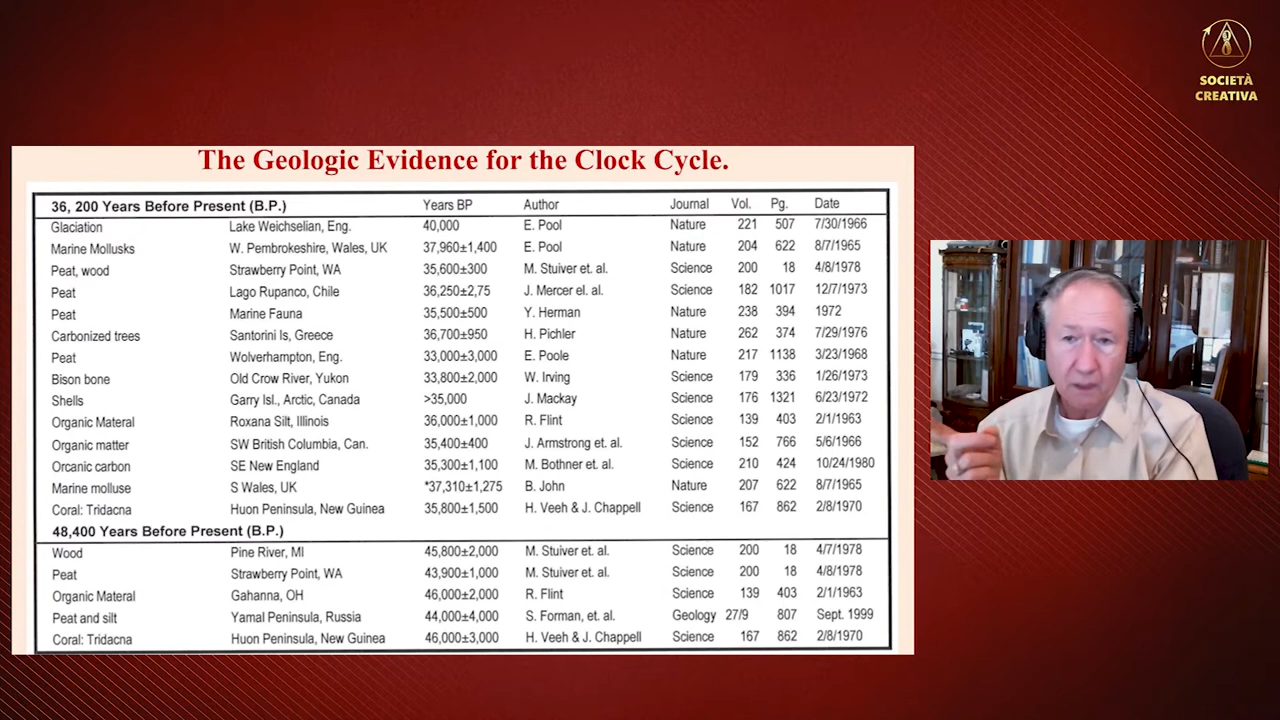 SOCIETÀ
CREATIVA
The Geologic Evidence for the Clock Cycle.
36, 200 Years Before Present (B.P.) Years BP Author Journal Vol. Pg. Date
Glaciation Lake Weichselian, Eng. 40,000 E. Pool Nature 221 507 7/30/1966
Marine Mollusks W. Pembrokeshire, Wales, UK 37,960±1,400 E. Pool Nature 204 622 8/7/1965
Peat, wood Strawberry Point, WA 35,600±300 M. Stuiver et. al. Science 200 18 4/8/1978
Peat Lago Rupanco, Chile 36,250±2,75 J. Mercer el. al. Science 182 1017 12/7/1973
Peat Marine Fauna 35,500±500 Y. Herman Nature 238 394 1972
Carbonized trees Santorini Is, Greece 36,700±950 H. Pichler Nature 262 374 7/29/1976
Peat Wolverhampton, Eng. 33,000±3,000 E. Poole Nature 217 1138 3/23/1968
Bison bone Old Crow River, Yukon 33,800±2,000 W. Irving Science 179 336 1/26/1973
Shells Garry Isl., Arctic, Canada >35,000 J. Mackay Science 176 1321 6/23/1972
Organic Materal Roxana Silt, Illinois 36,000±1,000 R. Flint Science 139 403 2/1/1963
Organic matter SW British Columbia, Can. 35,400±400 J. Armstrong et. al. Science 152 766 5/6/1966
Orcanic carbon SE New England 35,300±1,100 M. Bothner et. al. Science 210 424 10/24/1980
Marine molluse S Wales, UK *37,310±1,275 B. John Nature 207 622 8/7/1965
Coral: Tridacna Huon Peninsula, New Guinea 35,800±1,500 H. Veeh & J. Chappell Science 167 862 2/8/1970
48,400 Years Before Present (B.P.)
Wood Pine River, MI 45,800±2,000 M. Stuiver et. al. Science 200 18 4/7/1978
Peat Strawberry Point, WA 43,900±1,000 M. Stuiver et. al. Science 200 18 4/8/1978
Organic Materal Gahanna, OH 46,000±2,000 R. Flint Science 139 403 2/1/1963
Peat and silt Yamal Peninsula, Russia 44,000±4,000 S. Forman, et. al. Geology 27/9 807 Sept. 1999
Coral: Tridacna Huon Peninsula, New Guinea 46,000±3,000 H. Veeh & J. Chappell Science 167 862 2/8/1970